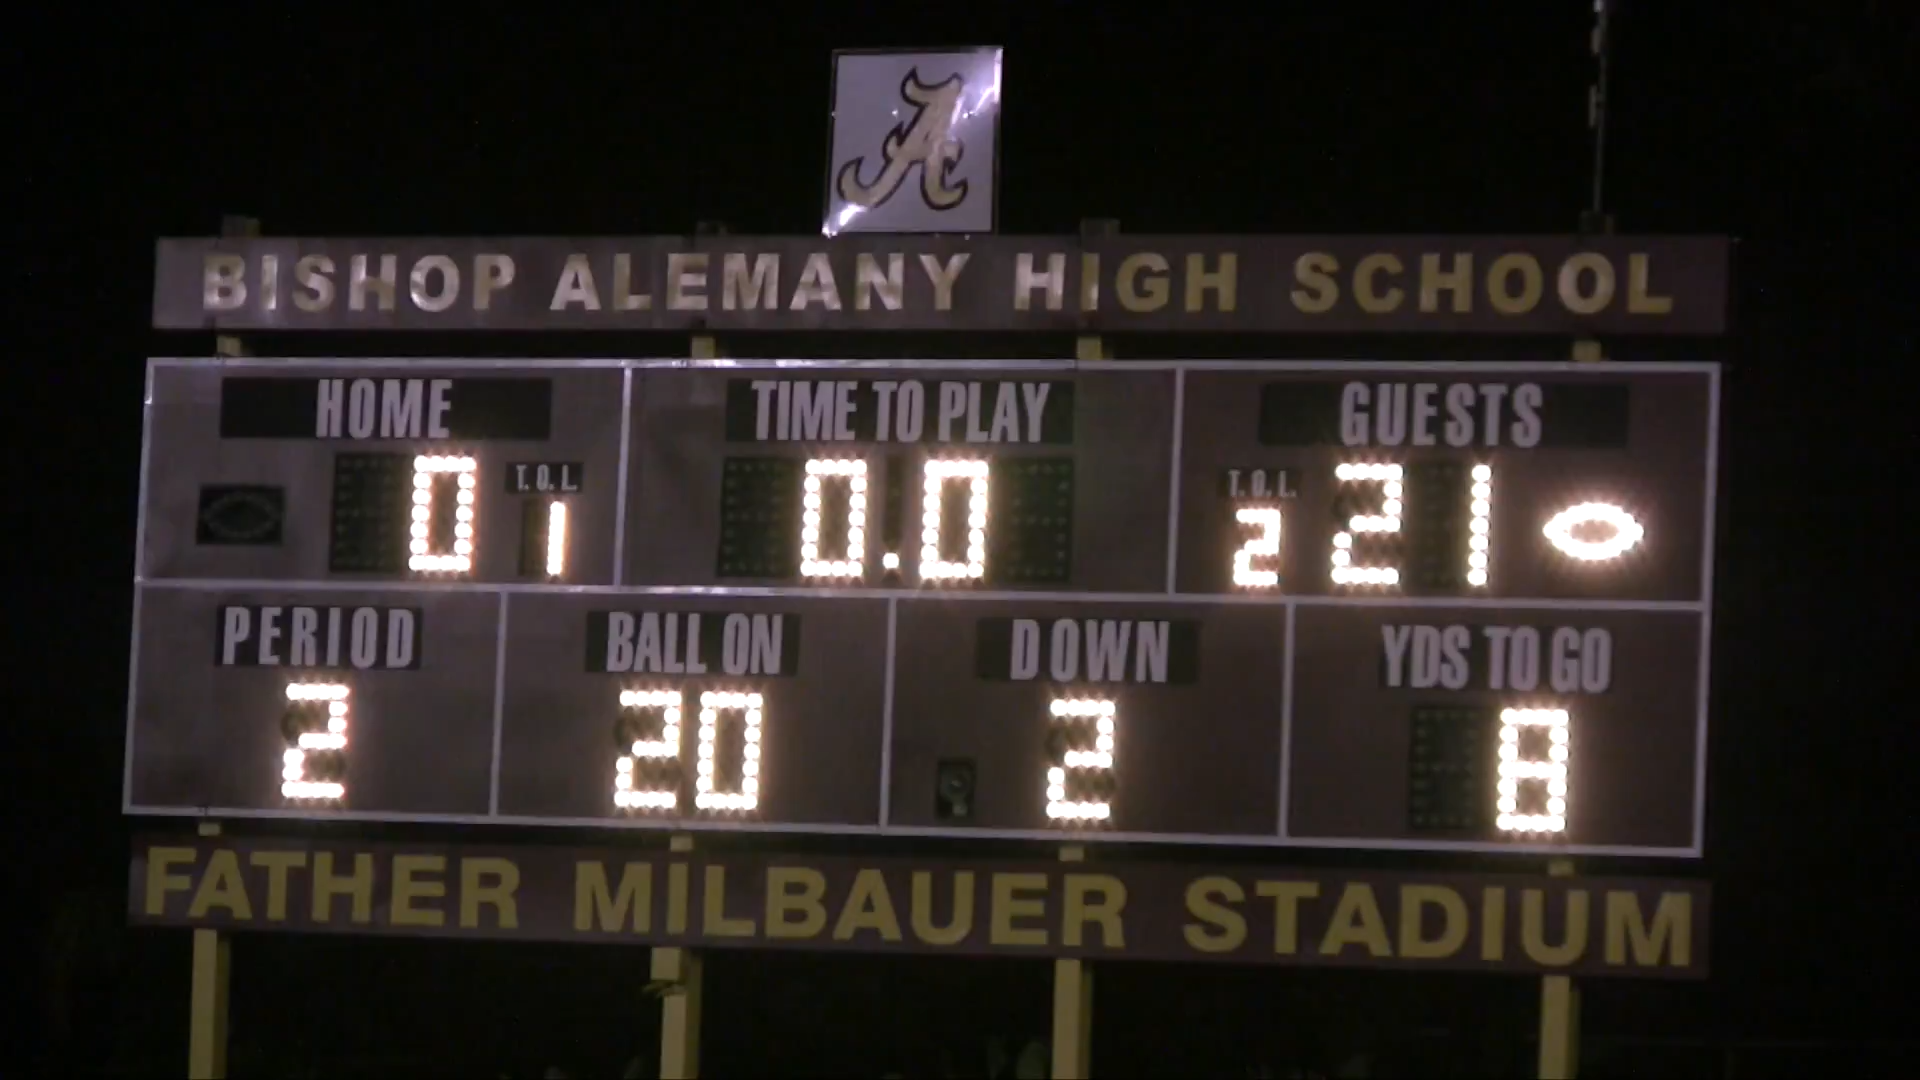 A
BISHOP ALEMANY HIGH SCHOOL
HOME TIME TO PLAY GUESTS
0 T.O.L. 1 0.0 T.O.L. 2 21
PERIOD BALL ON DOWN YDS TO GO
2 20 2 8
FATHER MILBAUER STADIUM